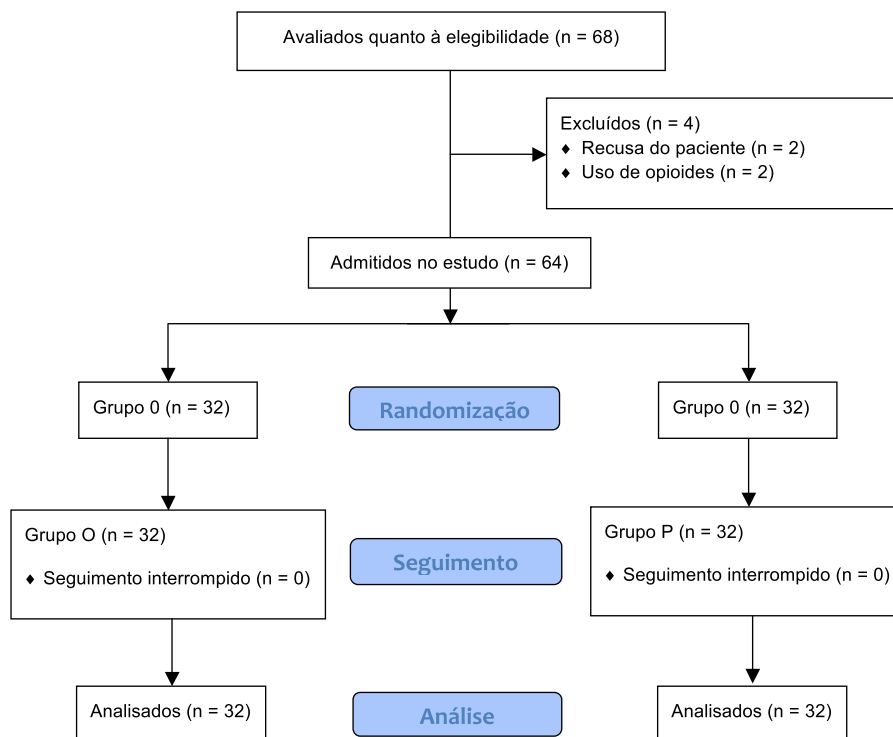 Avaliados quanto à elegibilidade (n = 68)
Excluídos (n = 4)
♦ Recusa do paciente (n = 2)
♦ Uso de opioides (n = 2)
Admitidos no estudo (n = 64)
Grupo 0 (n = 32)
Randomização
Grupo 0 (n = 32)
Grupo O (n = 32)
♦ Seguimento interrompido (n = 0)
Seguimento
Grupo P (n = 32)
♦ Seguimento interrompido (n = 0)
Analisados (n = 32)
Análise
Analisados (n = 32)